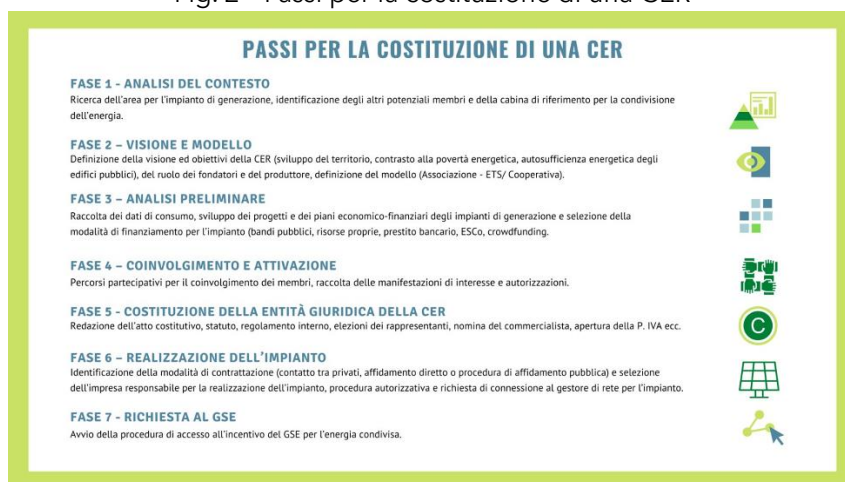 Fig. 2 - Passi per la costituzione di una CER
PASSI PER LA COSTITUZIONE DI UNA CER
FASE 1 - ANALISI DEL CONTESTO
Ricerca dell'area per l'impianto di generazione, identificazione degli altri potenziali membri e della cabina di riferimento per la condivisione
dell'energia.
FASE 2 – VISIONE E MODELLO
Definizione della visione ed obiettivi della CER (sviluppo del territorio, contrasto alla povertà energetica, autosufficienza energetica degli
edifici pubblici), del ruolo dei fondatori e del produttore, definizione del modello (Associazione - ETS/ Cooperativa).
FASE 3 – ANALISI PRELIMINARE
Raccolta dei dati di consumo, sviluppo dei progetti e dei piani economico-finanziari degli impianti di generazione e selezione della
modalità di finanziamento per l'impianto (bandi pubblici, risorse proprie, prestito bancario, ESCo, crowdfunding.
FASE 4 – COINVOLGIMENTO E ATTIVAZIONE
Percorsi partecipativi per il coinvolgimento dei membri, raccolta delle manifestazioni di interesse e autorizzazioni.
FASE 5 - COSTITUZIONE DELLA ENTITÀ GIURIDICA DELLA CER
Redazione dell'atto costitutivo, statuto, regolamento interno, elezioni dei rappresentanti, nomina del commercialista, apertura della P. IVA ecc.
C
FASE 6 – REALIZZAZIONE DELL'IMPIANTO
Identificazione della modalità di contrattazione (contatto tra privati, affidamento diretto o procedura di affidamento pubblica) e selezione
dell'impresa responsabile per la realizzazione dell'impianto, procedura autorizzativa e richiesta di connessione al gestore di rete per l'impianto.
FASE 7 - RICHIESTA AL GSE
Avvio della procedura di accesso all'incentivo del GSE per l'energia condivisa.